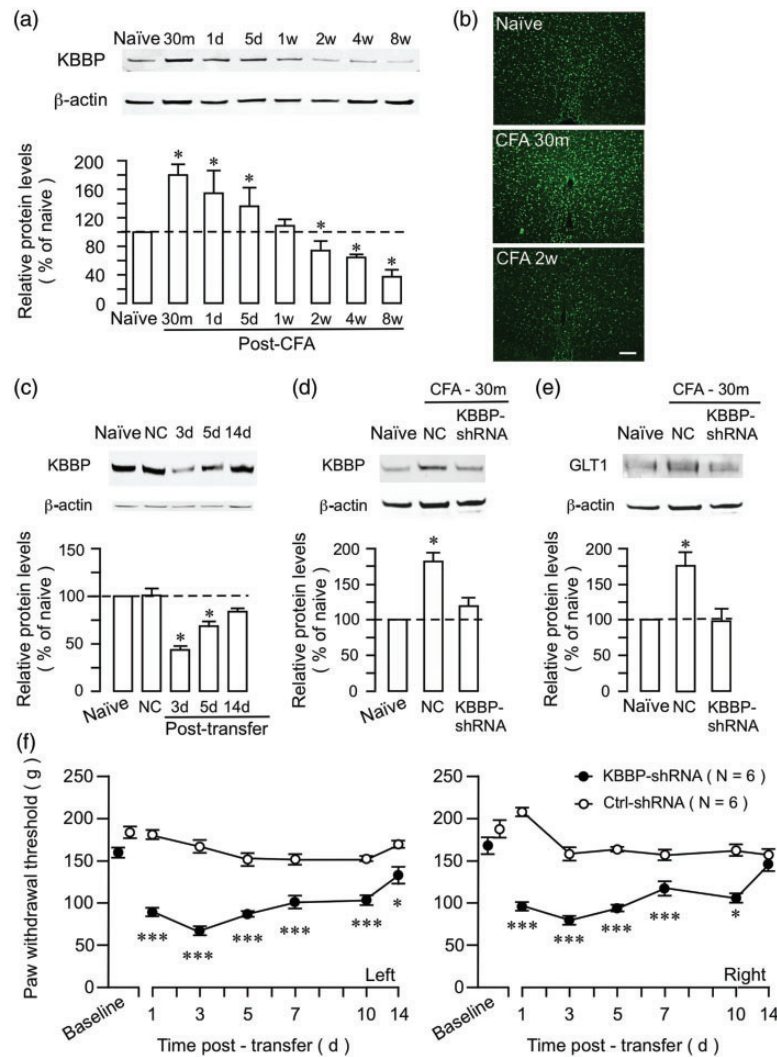 (a)
Naïve 30m 1d 5d 1w 2w 4w 8w
KBBP
β-actin
Relative protein levels
( % of naive )
200
160
120
80
40
0
* * * * * *
Naïve 30m 1d 5d 1w 2w 4w 8w
Post-CFA
(b)
Naïve
CFA 30m
CFA 2w
(c)
Naïve NC 3d 5d 14d
KBBP
β-actin
Relative protein levels
( % of naive )
150
100
50
0
* *
Naïve NC 3d 5d 14d
Post-transfer
(d)
CFA - 30m
Naïve NC KBBP-
shRNA
KBBP
β-actin
Relative protein levels
( % of naive )
200
150
100
50
0
*
Naïve NC KBBP-
shRNA
(e)
CFA - 30m
Naïve NC KBBP-
shRNA
GLT1
β-actin
Relative protein levels
( % of naive )
200
150
100
50
0
*
Naïve NC KBBP-
shRNA
(f)
Paw withdrawal threshold ( g )
250
200
150
100
50
0
*** *** *** *** *** *
Left
Baseline 1 3 5 7 10 14
Time post - transfer ( d )
250
200
150
100
50
0
KBBP-shRNA ( N = 6 )
Ctrl-shRNA ( N = 6 )
*** *** *** *** *
Right
Baseline 1 3 5 7 10 14
Time post - transfer ( d )